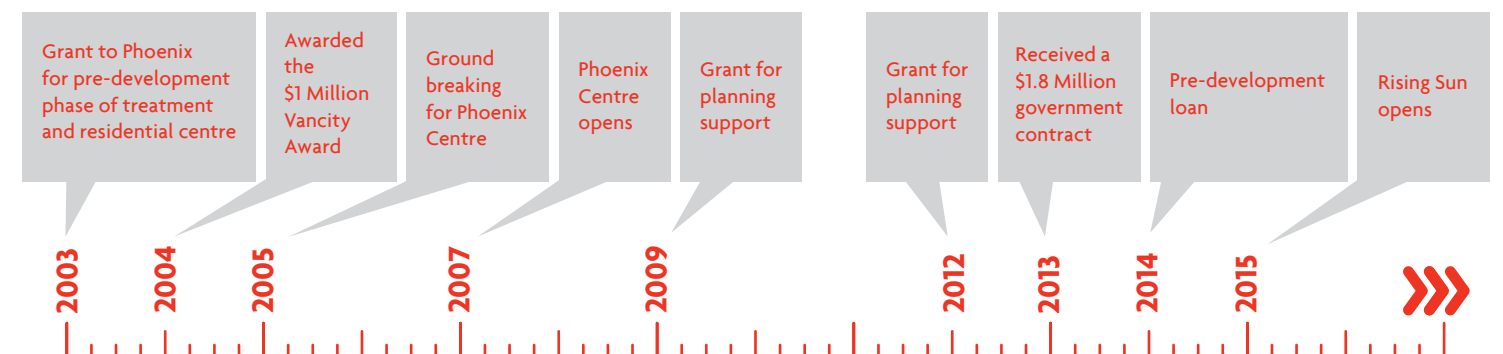 Grant to Phoenix
for pre-development
phase of treatment
and residential centre
Awarded
the
$1 Million
Vancity
Award
Ground
breaking
for Phoenix
Centre
Phoenix
Centre
opens
Grant for
planning
support
Grant for
planning
support
Received a
$1.8 Million
government
contract
Pre-development
loan
Rising Sun
opens
2003
2004
2005
2007
2009
2012
2013
2014
2015